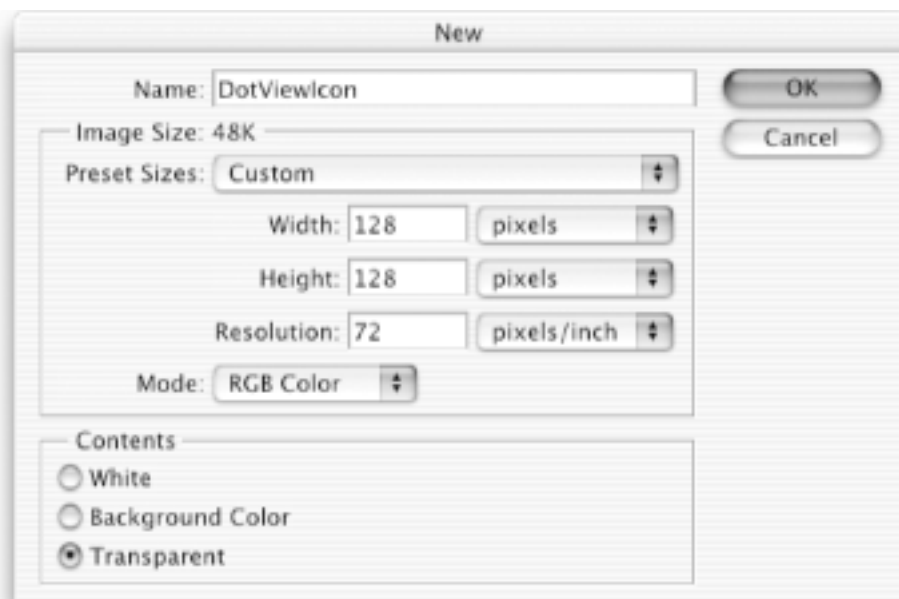 New
Name: DotViewIcon
OK
Image Size: 48K
Cancel
Preset Sizes: Custom
Width: 128 pixels
Height: 128 pixels
Resolution: 72 pixels/inch
Mode: RGB Color
Contents
White
Background Color
Transparent